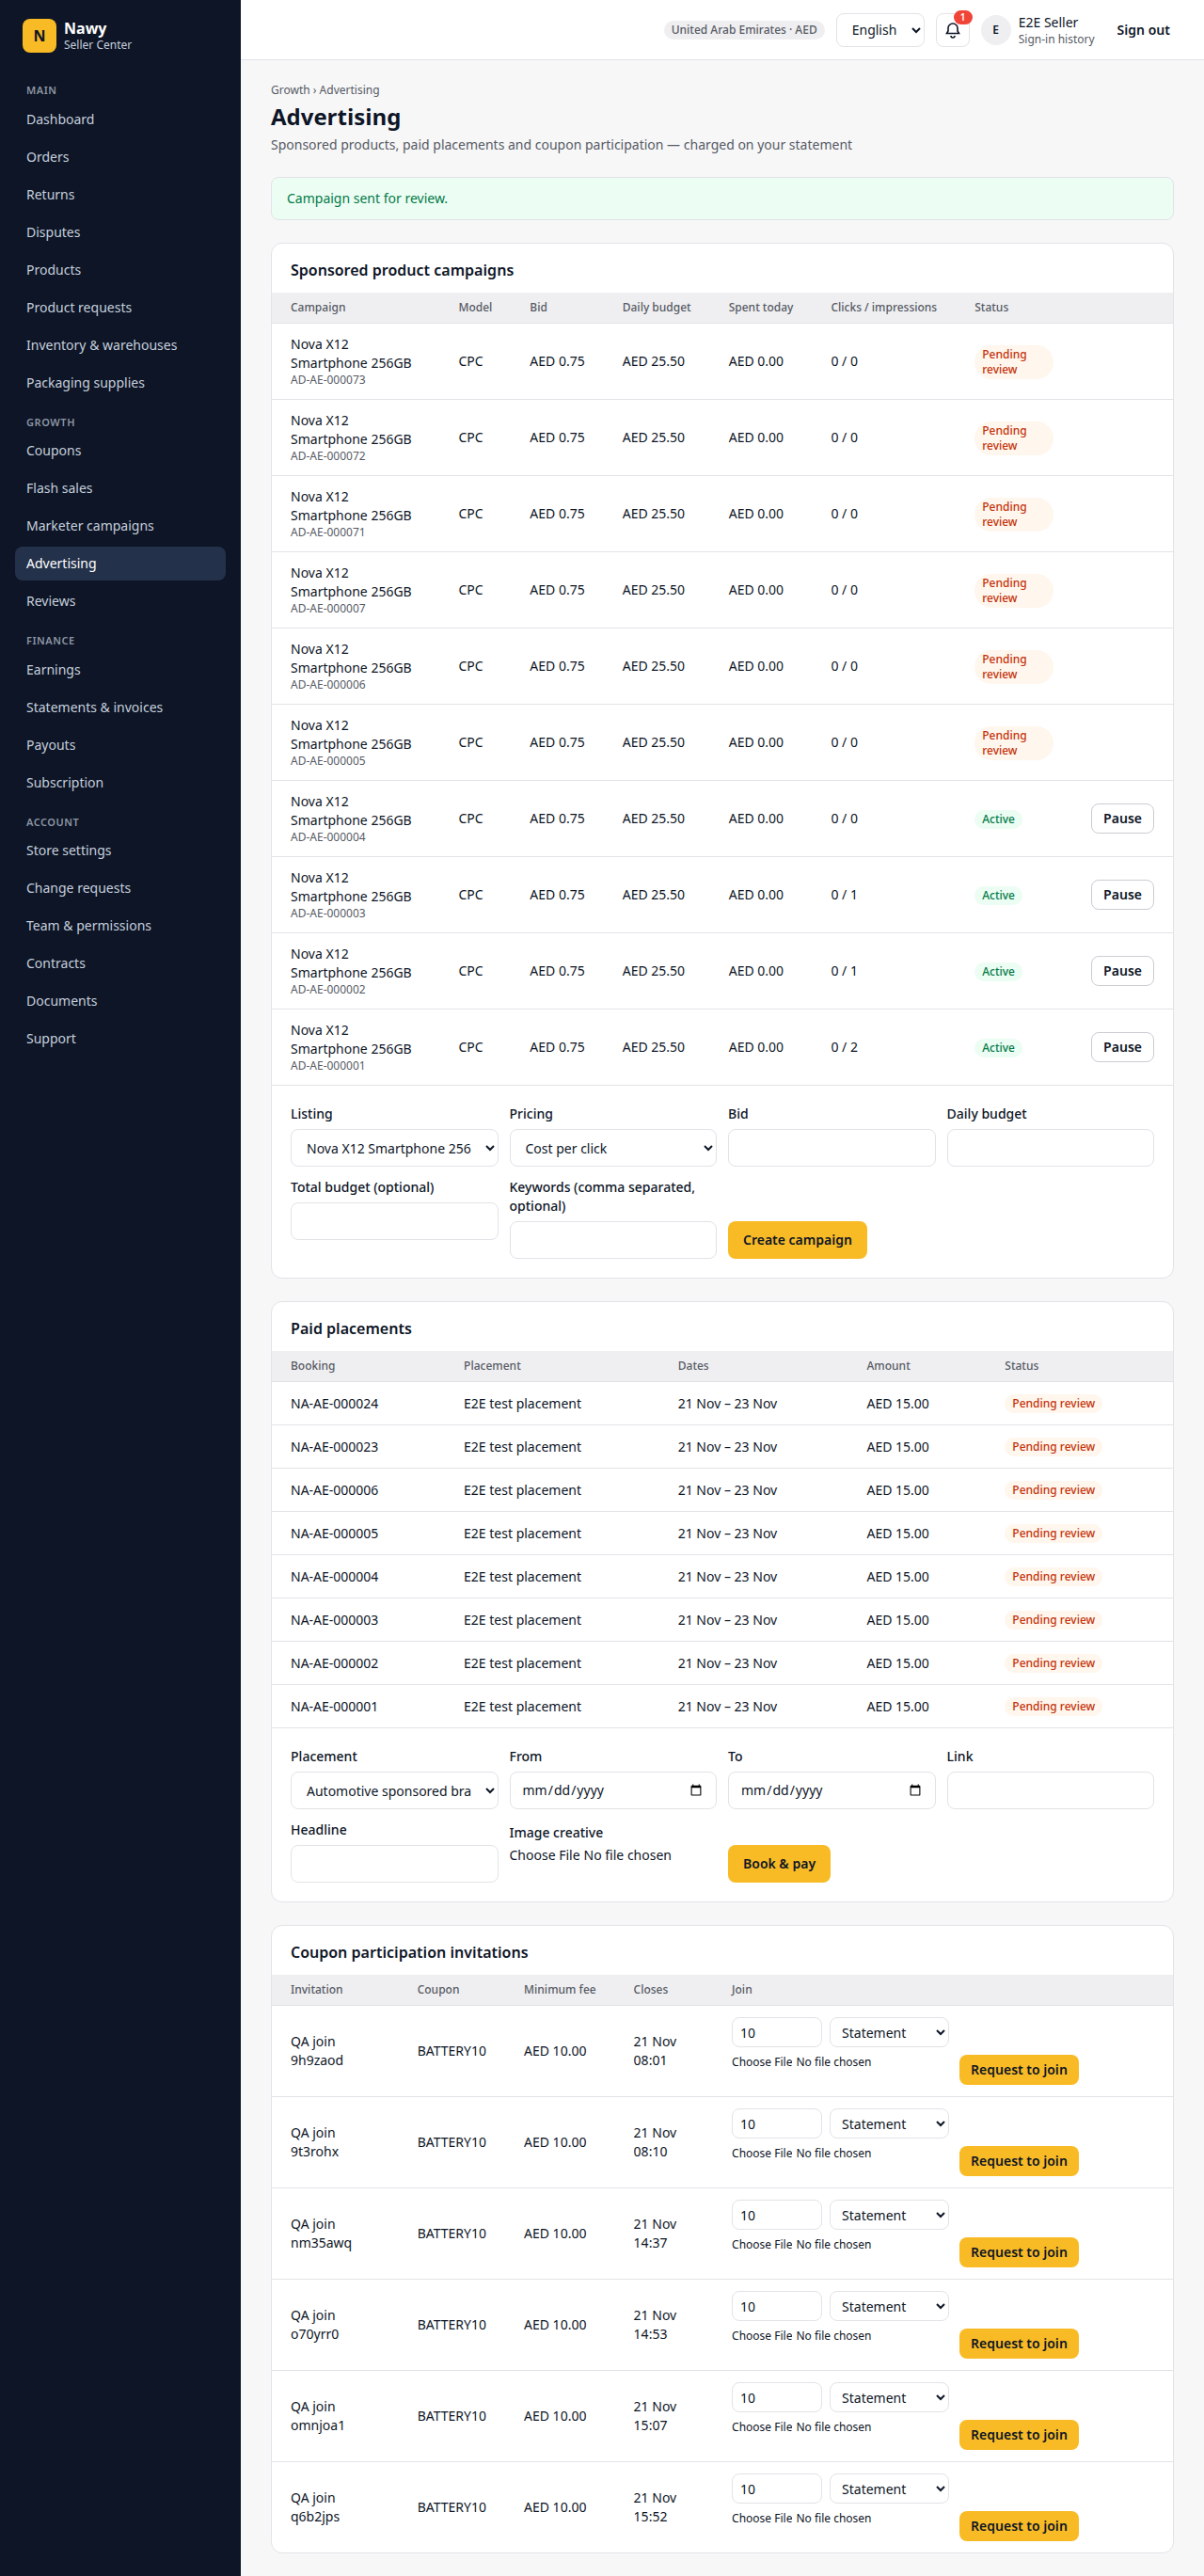 N
Nawy
Seller Center
MAIN
Dashboard
Orders
Returns
Disputes
Products
Product requests
Inventory & warehouses
Packaging supplies
GROWTH
Coupons
Flash sales
Marketer campaigns
Advertising
Reviews
FINANCE
Earnings
Statements & invoices
Payouts
Subscription
ACCOUNT
Store settings
Change requests
Team & permissions
Contracts
Documents
Support
United Arab Emirates · AED
English
1
E
E2E Seller
Sign-in history
Sign out
Growth › Advertising
Advertising
Sponsored products, paid placements and coupon participation — charged on your statement
Campaign sent for review.
Sponsored product campaigns
Campaign Model Bid Daily budget Spent today Clicks / impressions Status
Nova X12
Smartphone 256GB CPC AED 0.75 AED 25.50 AED 0.00 0 / 0 Pending review
AD-AE-000073
Nova X12
Smartphone 256GB CPC AED 0.75 AED 25.50 AED 0.00 0 / 0 Pending review
AD-AE-000072
Nova X12
Smartphone 256GB CPC AED 0.75 AED 25.50 AED 0.00 0 / 0 Pending review
AD-AE-000071
Nova X12
Smartphone 256GB CPC AED 0.75 AED 25.50 AED 0.00 0 / 0 Pending review
AD-AE-000007
Nova X12
Smartphone 256GB CPC AED 0.75 AED 25.50 AED 0.00 0 / 0 Pending review
AD-AE-000006
Nova X12
Smartphone 256GB CPC AED 0.75 AED 25.50 AED 0.00 0 / 0 Pending review
AD-AE-000005
Nova X12
Smartphone 256GB CPC AED 0.75 AED 25.50 AED 0.00 0 / 0 Active Pause
AD-AE-000004
Nova X12
Smartphone 256GB CPC AED 0.75 AED 25.50 AED 0.00 0 / 1 Active Pause
AD-AE-000003
Nova X12
Smartphone 256GB CPC AED 0.75 AED 25.50 AED 0.00 0 / 1 Active Pause
AD-AE-000002
Nova X12
Smartphone 256GB CPC AED 0.75 AED 25.50 AED 0.00 0 / 2 Active Pause
AD-AE-000001
Listing Pricing Bid Daily budget
Nova X12 Smartphone 256 Cost per click
Total budget (optional) Keywords (comma separated,
optional)
Create campaign
Paid placements
Booking Placement Dates Amount Status
NA-AE-000024 E2E test placement 21 Nov – 23 Nov AED 15.00 Pending review
NA-AE-000023 E2E test placement 21 Nov – 23 Nov AED 15.00 Pending review
NA-AE-000006 E2E test placement 21 Nov – 23 Nov AED 15.00 Pending review
NA-AE-000005 E2E test placement 21 Nov – 23 Nov AED 15.00 Pending review
NA-AE-000004 E2E test placement 21 Nov – 23 Nov AED 15.00 Pending review
NA-AE-000003 E2E test placement 21 Nov – 23 Nov AED 15.00 Pending review
NA-AE-000002 E2E test placement 21 Nov – 23 Nov AED 15.00 Pending review
NA-AE-000001 E2E test placement 21 Nov – 23 Nov AED 15.00 Pending review
Placement From To Link
Automotive sponsored bra mm/dd/yyyy mm/dd/yyyy
Headline Image creative
Choose File No file chosen
Book & pay
Coupon participation invitations
Invitation Coupon Minimum fee Closes Join
10 Statement
QA join 21 Nov
9h9zaod BATTERY10 AED 10.00 08:01
Choose File No file chosen Request to join
10 Statement
QA join 21 Nov
9t3rohx BATTERY10 AED 10.00 08:10
Choose File No file chosen Request to join
10 Statement
QA join 21 Nov
nm35awq BATTERY10 AED 10.00 14:37
Choose File No file chosen Request to join
10 Statement
QA join 21 Nov
o70yrr0 BATTERY10 AED 10.00 14:53
Choose File No file chosen Request to join
10 Statement
QA join 21 Nov
omnjoa1 BATTERY10 AED 10.00 15:07
Choose File No file chosen Request to join
10 Statement
QA join 21 Nov
q6b2jps BATTERY10 AED 10.00 15:52
Choose File No file chosen Request to join